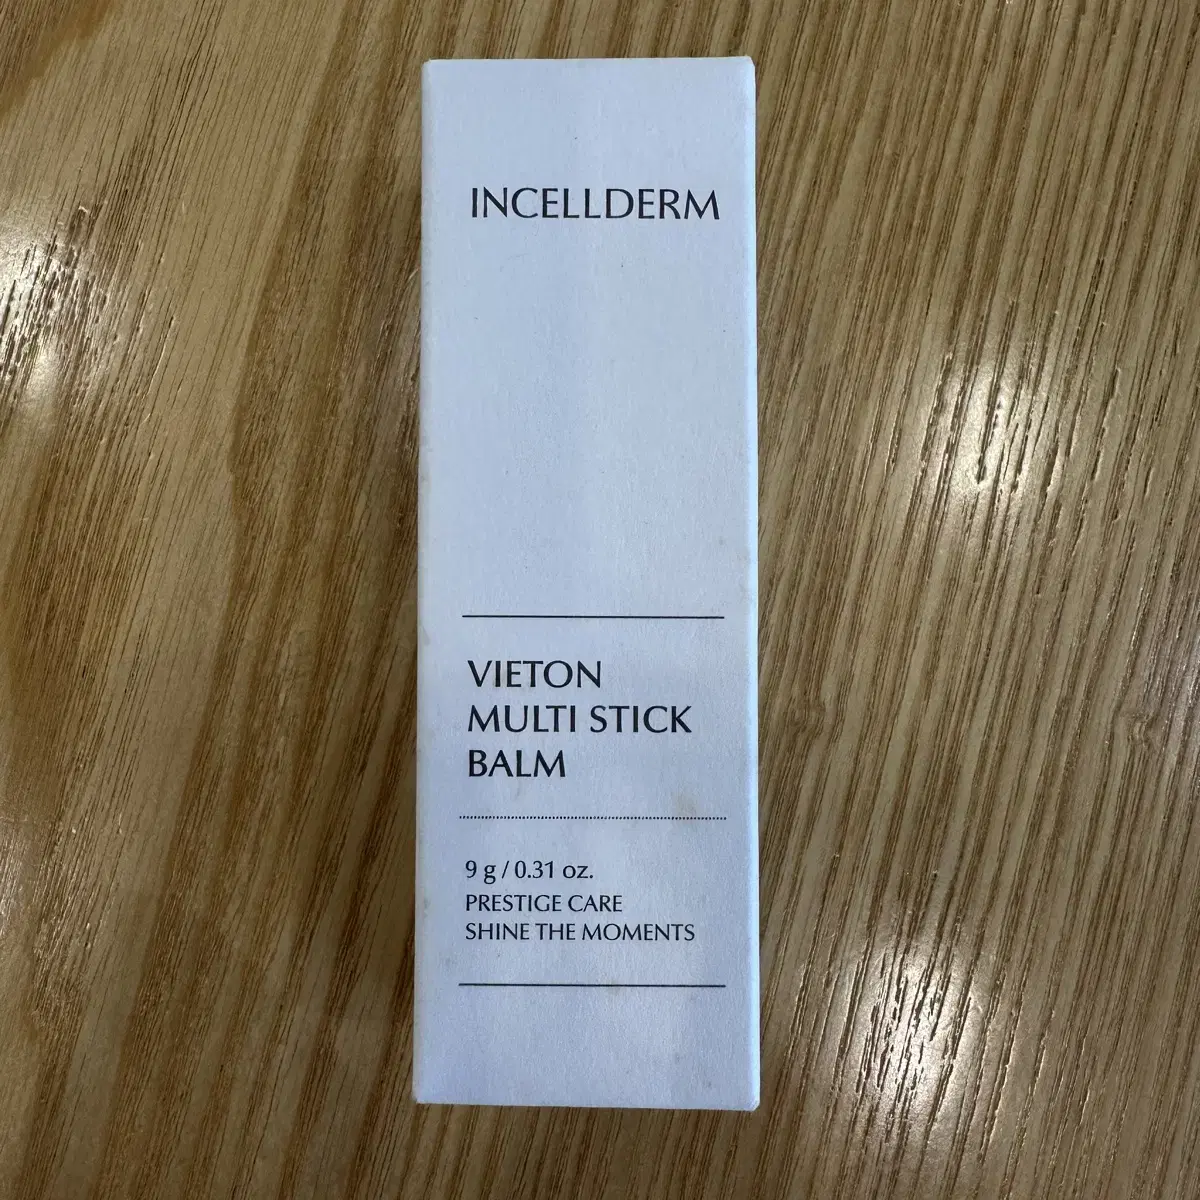 INCELLDERM
VIETON
MULTI STICK
BALM
9 g / 0.31 oz.
PRESTIGE CARE
SHINE THE MOMENTS